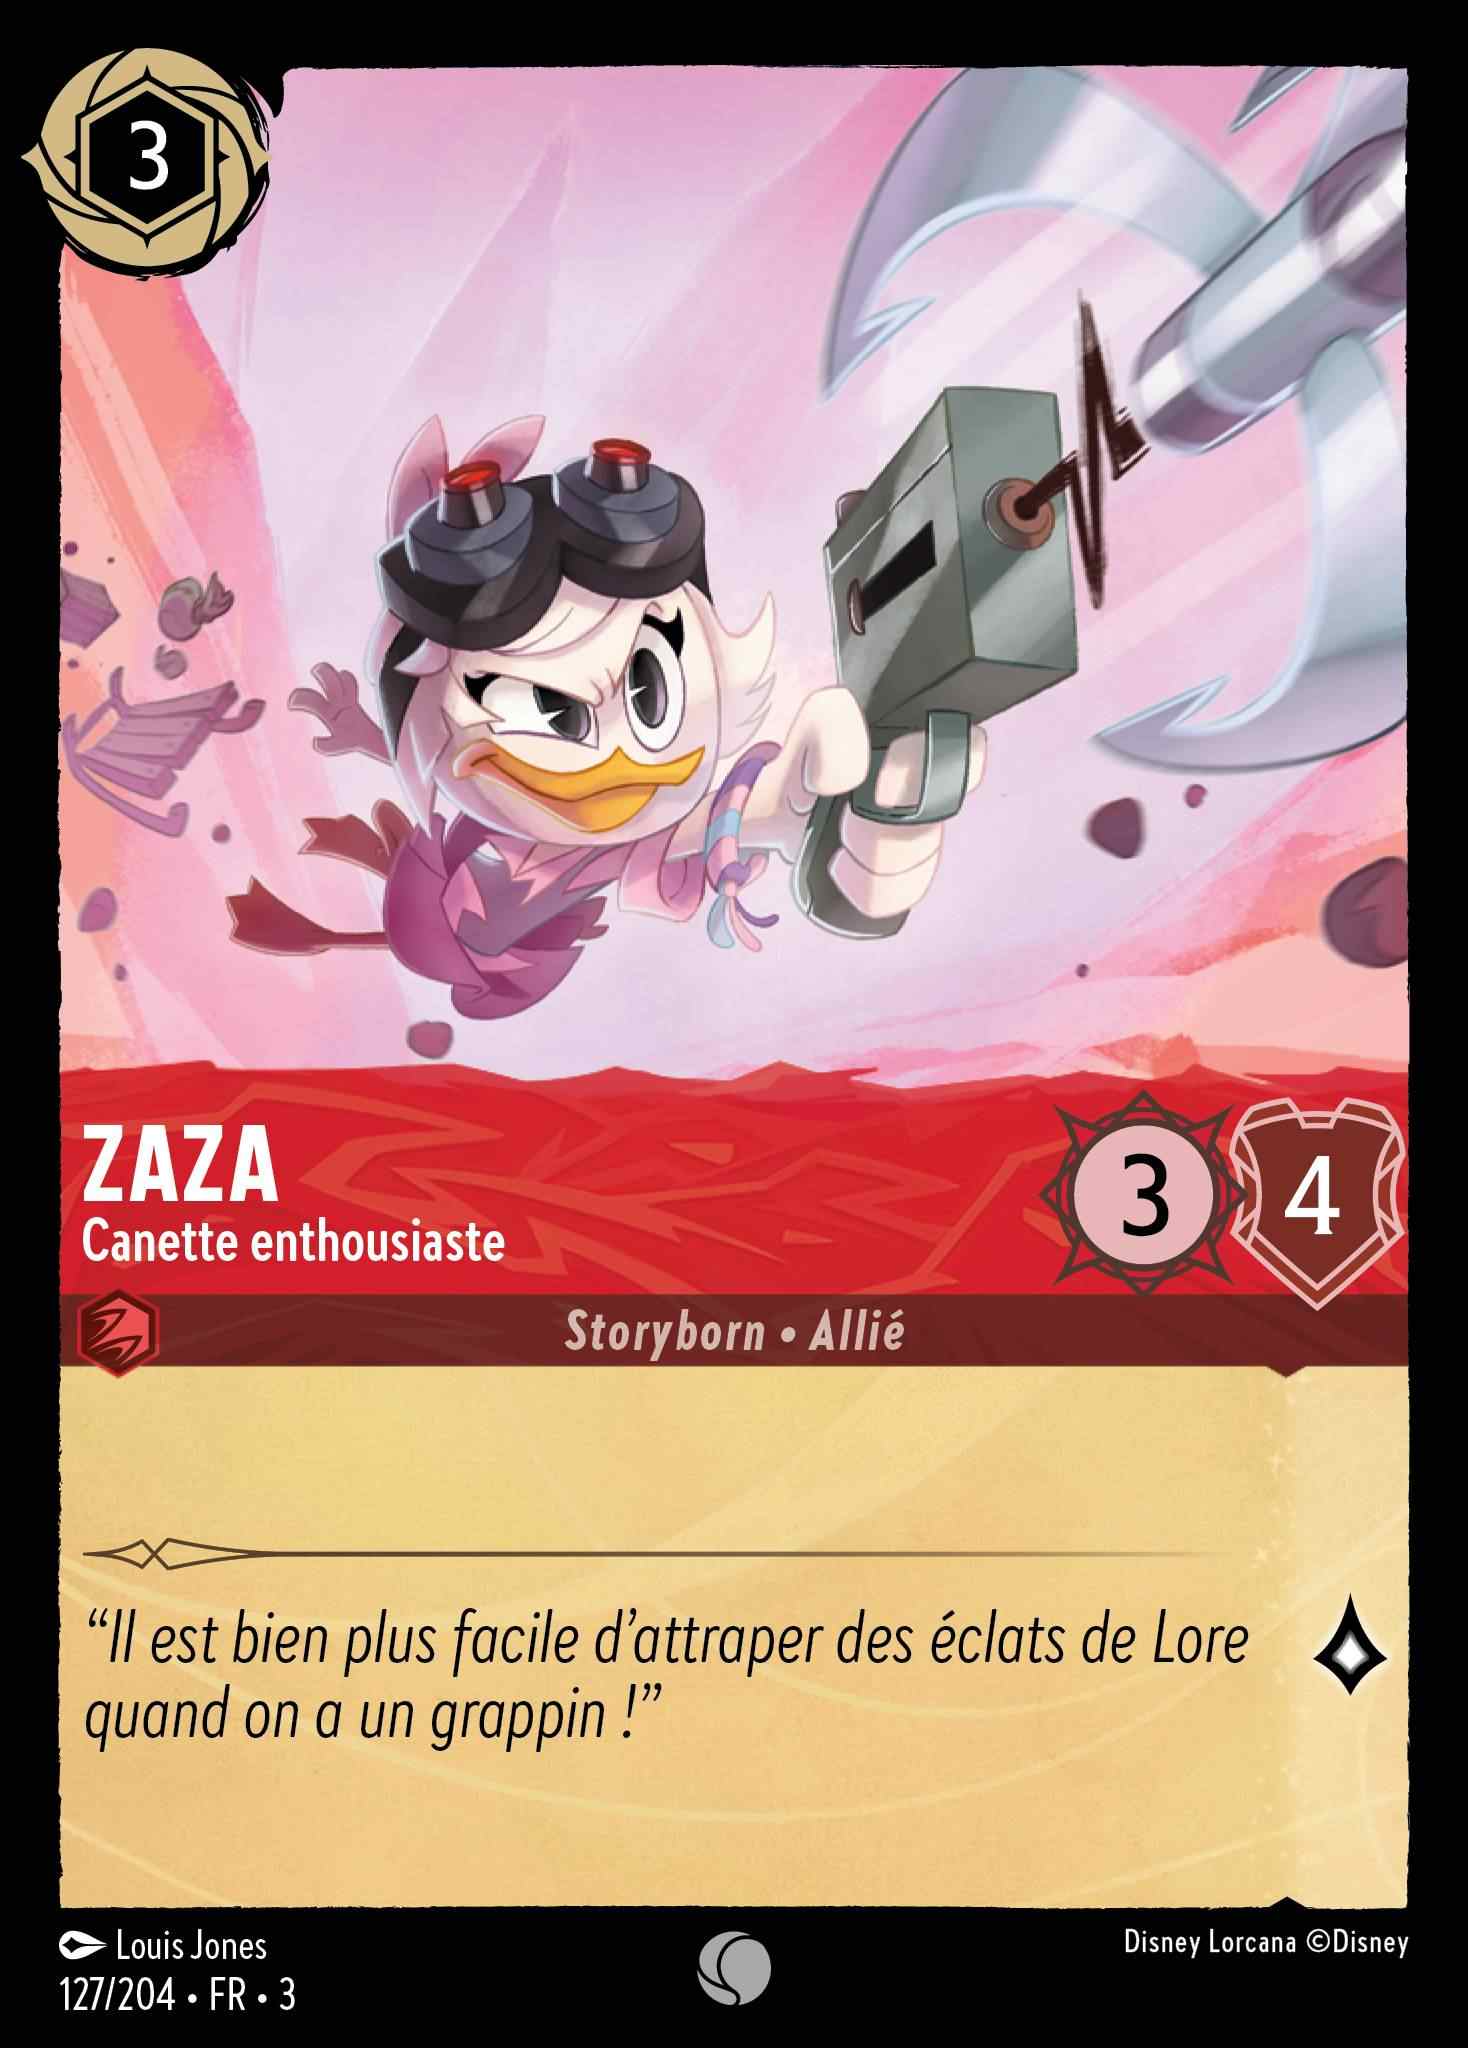 3
ZAZA
Canette enthousiaste
3
4
Storyborn • Allié
“Il est bien plus facile d’attraper des éclats de Lore
quand on a un grappin !”
Louis Jones
Disney Lorcana ©Disney
127/204 • FR • 3